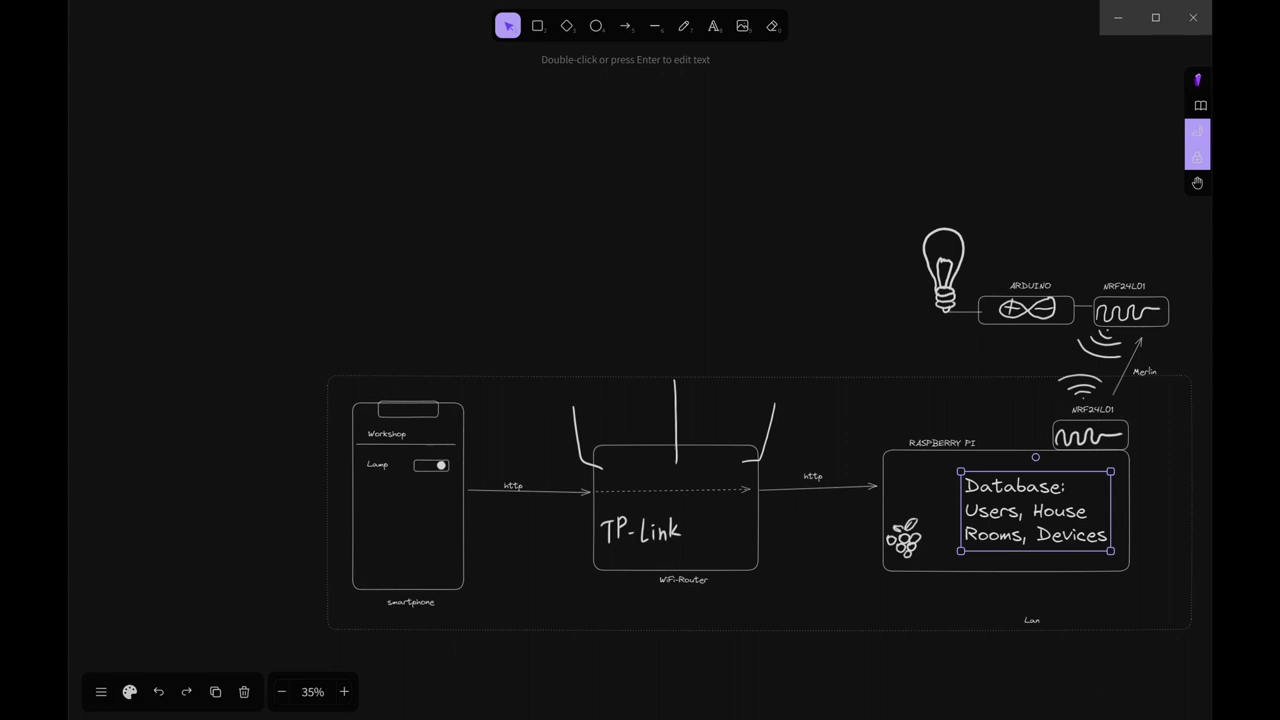 Double-click or press Enter to edit text
ARDUINO
NRF24L01
Merlin
NRF24L01
Workshop
Lamp
http
TP-Link
WiFi-Router
http
RASPBERRY PI
Database:
Users, House
Rooms, Devices
smartphone
Lan
35%